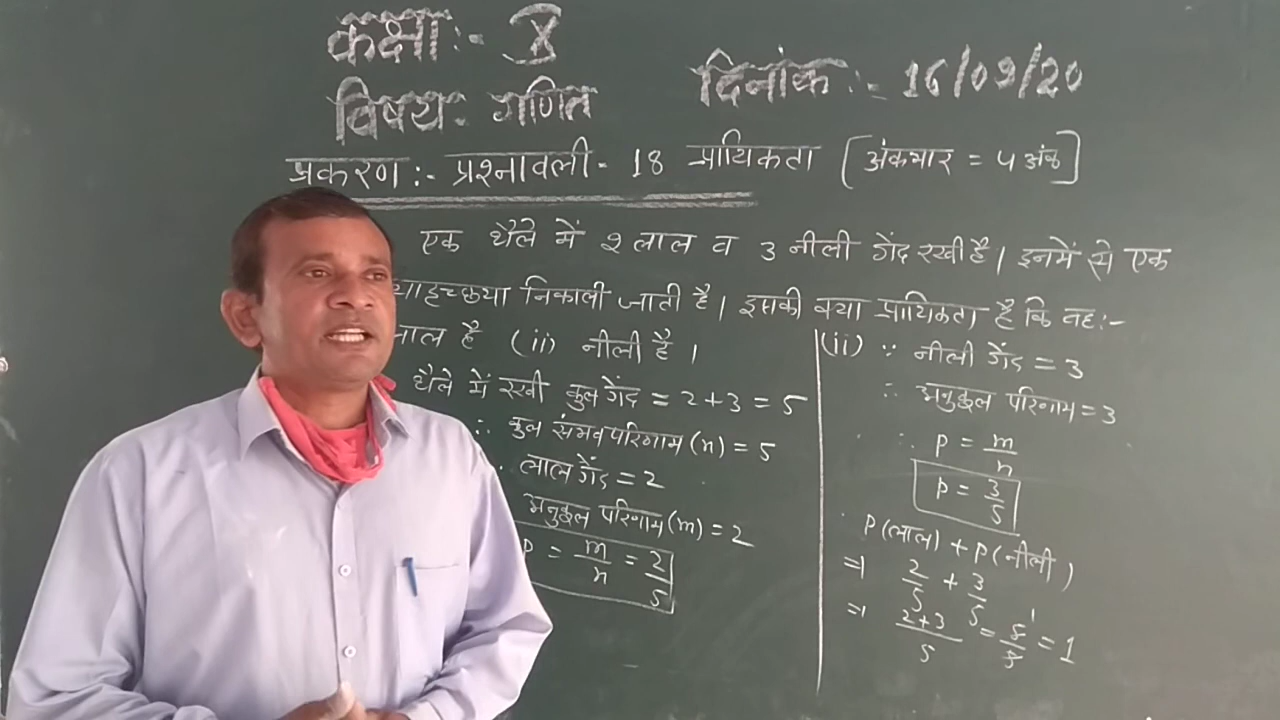 कक्षा:- X
विषय:- गणित
दिनांक:- 16/09/20
प्रकरण:- प्रश्नावली- 18 प्रायिकता [अंकभार = 4 अंक]
एक थैले में 2 लाल व 3 नीली गेंद रखी है। इनमें से एक
निकाली जाती है। इसकी क्या प्रायिकता है कि वह:-
लाल है (ii) नीली है।
थैले में रखी कुल गेंद = 2+3 = 5
∴ कुल संभव परिणाम (n) = 5
लाल गेंद = 2
अनुकूल परिणाम (m) = 2
P = m/n = 2/5
(ii) ∵ नीली गेंद = 3
∴ अनुकूल परिणाम = 3
∴ P = m/n
P = 3/5
P(लाल) + P(नीली)
⇒ 2/5 + 3/5
⇒ 2+3/5 = 5/5 = 1